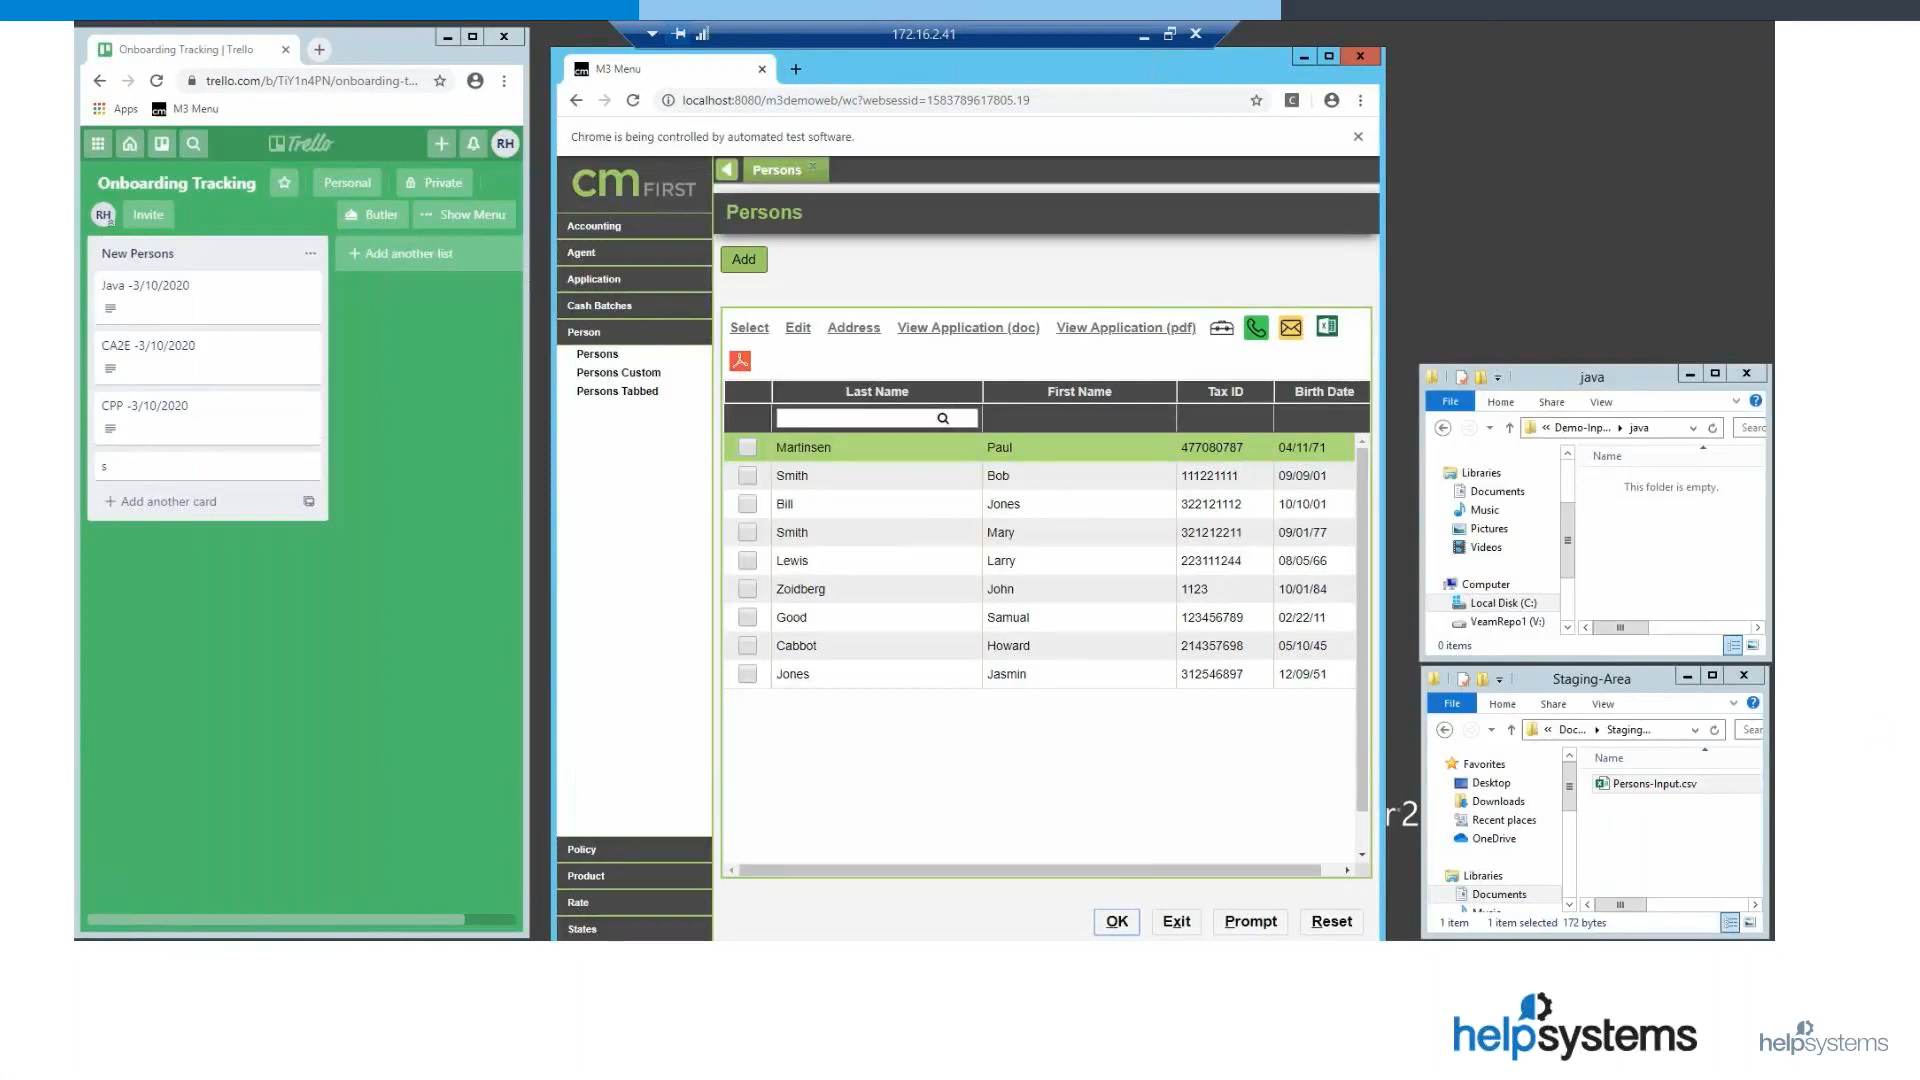 172.16.2.41
Onboarding Tracking | Trello
trello.com/b/TiY1n4PN/onboarding-t...
Apps
M3 Menu
Trello
RH
Onboarding Tracking
Personal
Private
RH
Invite
Butler
Show Menu
New Persons
Add another list
Java -3/10/2020
CA2E -3/10/2020
CPP -3/10/2020
s
Add another card
cm
M3 Menu
localhost:8080/m3demoweb/wc?websessid=1583789617805.19
C
Chrome is being controlled by automated test software.
cm FIRST
Accounting
Agent
Application
Cash Batches
Person
Persons
Persons Custom
Persons Tabbed
Policy
Product
Rate
States
Persons
Persons
Add
Select Edit Address View Application (doc) View Application (pdf)
Last Name First Name Tax ID Birth Date
Martinsen Paul 477080787 04/11/71
Smith Bob 111221111 09/09/01
Bill Jones 322121112 10/10/01
Smith Mary 321212211 09/01/77
Lewis Larry 223111244 08/05/66
Zoidberg John 1123 10/01/84
Good Samual 123456789 02/22/11
Cabbot Howard 214357698 05/10/45
Jones Jasmin 312546897 12/09/51
OK Exit Prompt Reset
r2
java
File Home Share View
« Demo-Inp... java Searc
Libraries
Documents
Music
Pictures
Videos
Computer
Local Disk (C:)
VeamRepo1 (V:)
Name
This folder is empty.
0 items
Staging-Area
File Home Share View
« Doc... Staging... Sear
Favorites
Desktop
Downloads
Recent places
OneDrive
Libraries
Documents
Name
Persons-Input.csv
1 item 1 item selected 172 bytes
helpsystems
helpsystems